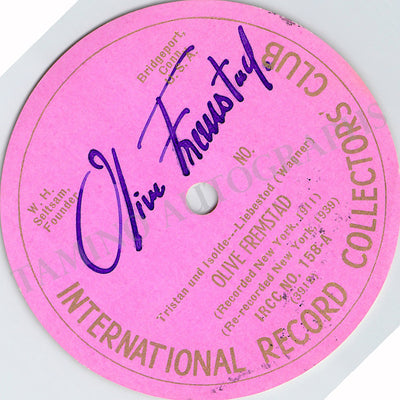 Bridgeport,
Conn.
U. S. A.
W. H.
Seltsam,
Founder
Olive Fremstad
NO.
Tristan und Isolde---Liebestod (Wagner)
OLIVE FREMSTAD
(Recorded New York, 1911)
(Re-recorded New York, 1939)
IRCC NO. 158-A
(3918)
INTERNATIONAL RECORD COLLECTORS' CLUB
TAMINO AUTOGRAPHS